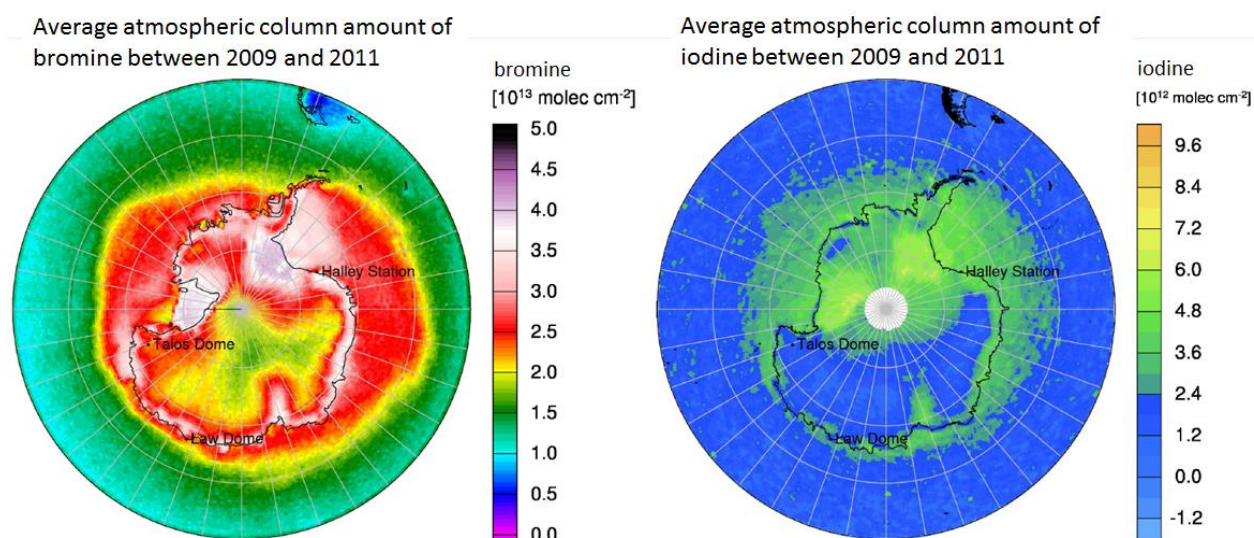 Average atmospheric column amount of
bromine between 2009 and 2011
bromine
[10¹³ molec cm⁻²]
5.0
4.5
4.0
3.5
3.0
2.5
2.0
1.5
1.0
0.5
0.0
Halley Station
Talos Dome
Law Dome
Average atmospheric column amount of
iodine between 2009 and 2011
iodine
[10¹² molec cm⁻²]
9.6
8.4
7.2
6.0
4.8
3.6
2.4
1.2
0.0
-1.2
Halley Station
Talos Dome
Law Dome